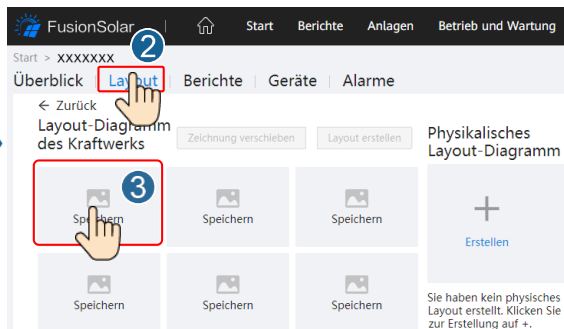 FusionSolar Start Berichte Anlagen Betrieb und Wartung
Start > XXXXXXX
2
Überblick Layout Berichte Geräte Alarme
← Zurück
Layout-Diagramm
des Kraftwerks
Zeichnung verschieben
Layout erstellen
Physikalisches
Layout-Diagramm
3
Speichern Speichern Speichern
+
Erstellen
Speichern Speichern Speichern
Sie haben kein physisches
Layout erstellt. Klicken Sie
zur Erstellung auf +.